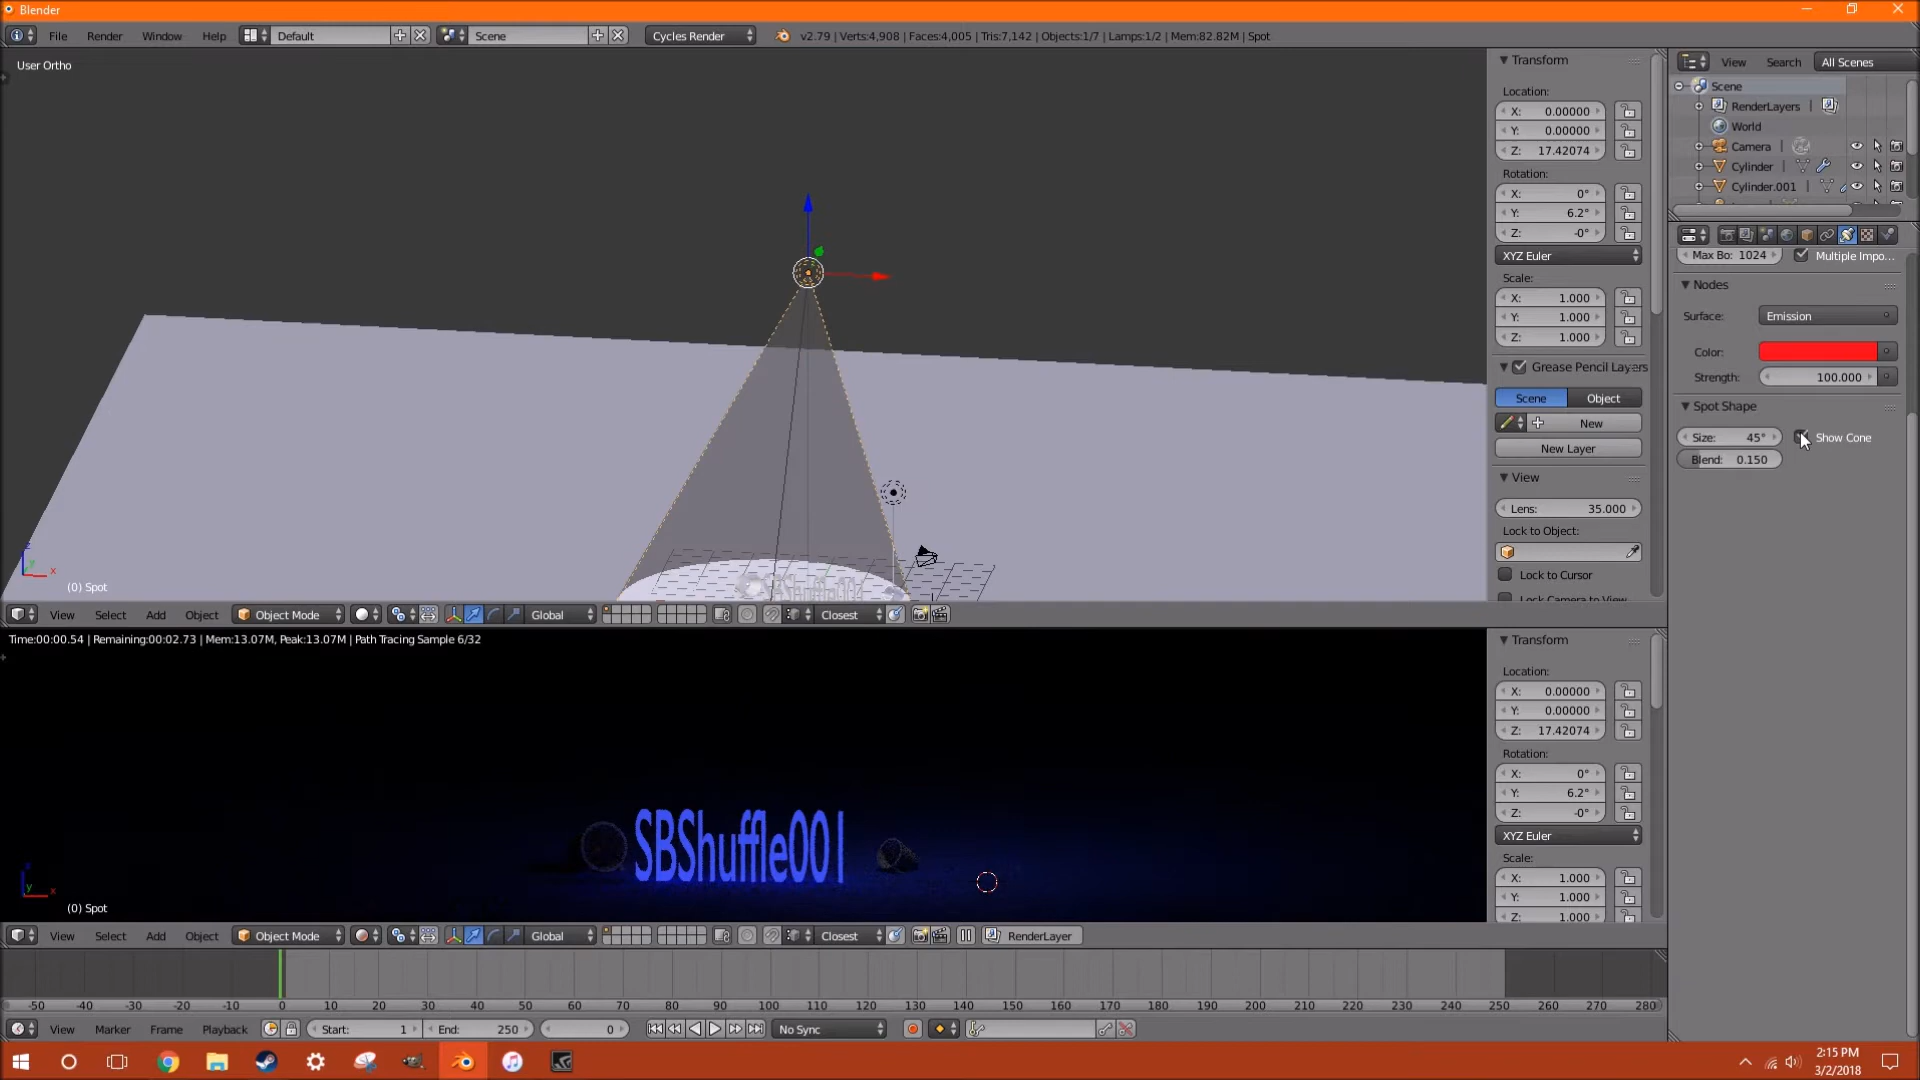 Blender
File Render Window Help Default Scene Cycles Render v2.79 | Verts:4,908 | Faces:4,005 | Tris:7,142 | Objects:1/7 | Lamps:1/2 | Mem:82.82M | Spot
User Ortho
(0) Spot
View Select Add Object Object Mode Global Closest
Transform
Location:
X: 0.00000
Y: 0.00000
Z: 17.42074
Rotation:
X: 0°
Y: 6.2°
Z: -0°
XYZ Euler
Scale:
X: 1.000
Y: 1.000
Z: 1.000
Grease Pencil Layers
Scene Object
New
New Layer
View
Lens: 35.000
Lock to Object:
Lock to Cursor
Lock Camera to View
View Search All Scenes
Scene
RenderLayers |
World
Camera |
Cylinder |
Cylinder.001 |
Max Bo: 1024 Multiple Impo...
Nodes
Surface: Emission
Color:
Strength: 100.000
Spot Shape
Size: 45° Show Cone
Blend: 0.150
Time:00:00.54 | Remaining:00:02.73 | Mem:13.07M, Peak:13.07M | Path Tracing Sample 6/32
SBShuffle001
(0) Spot
View Select Add Object Object Mode Global Closest RenderLayer
Transform
Location:
X: 0.00000
Y: 0.00000
Z: 17.42074
Rotation:
X: 0°
Y: 6.2°
Z: -0°
XYZ Euler
Scale:
X: 1.000
Y: 1.000
Z: 1.000
-50 -40 -30 -20 -10 0 10 20 30 40 50 60 70 80 90 100 110 120 130 140 150 160 170 180 190 200 210 220 230 240 250 260 270 280
View Marker Frame Playback Start: 1 End: 250 0 No Sync
2:15 PM
3/2/2018